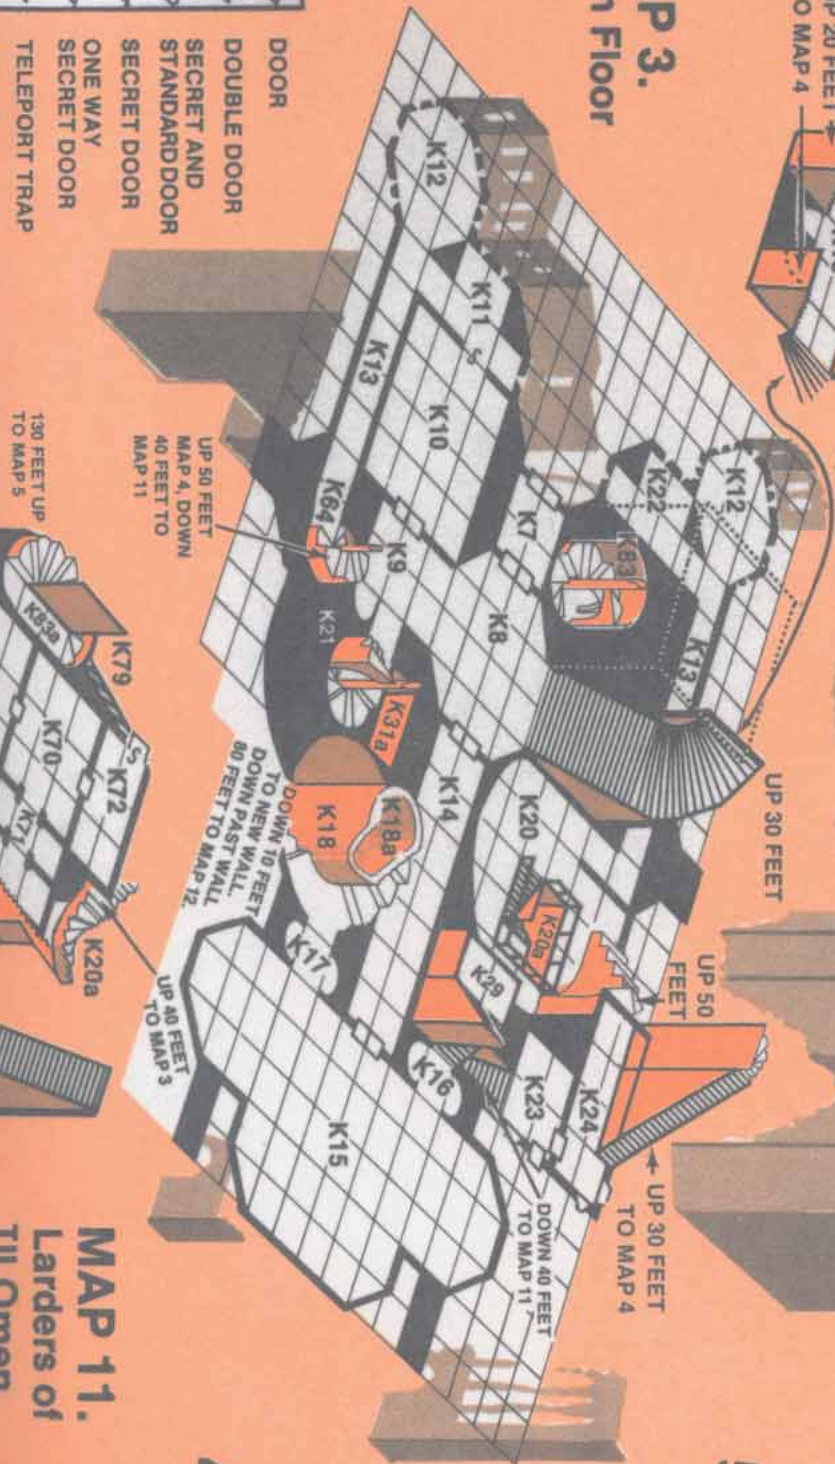 P 3.
n Floor
P 20 FEET
O MAP 4
UP 30 FEET
UP 50
FEET
UP 30 FEET
TO MAP 4
DOWN 40 FEET
TO MAP 11
K12
K22
K12
K13
K83
K11
S
K7
K10
K13
K8
K9
K64
K20
K20a
K24
K23
K29
K14
K21
K31a
K16
K18
K18a
K17
K15
UP 50 FEET
MAP 4, DOWN
40 FEET TO
MAP 11
DOWN 10 FEET
TO NEW WALL.
DOWN PAST WALL
80 FEET TO MAP 12.
DOOR
DOUBLE DOOR
SECRET AND
STANDARD DOOR
SECRET DOOR
ONE WAY
SECRET DOOR
TELEPORT TRAP
130 FEET UP
TO MAP 5
K83a
K79
S
K72
K70
K71
K20a
UP 40 FEET
TO MAP 3
MAP 11.
Larders of
Ill Omen